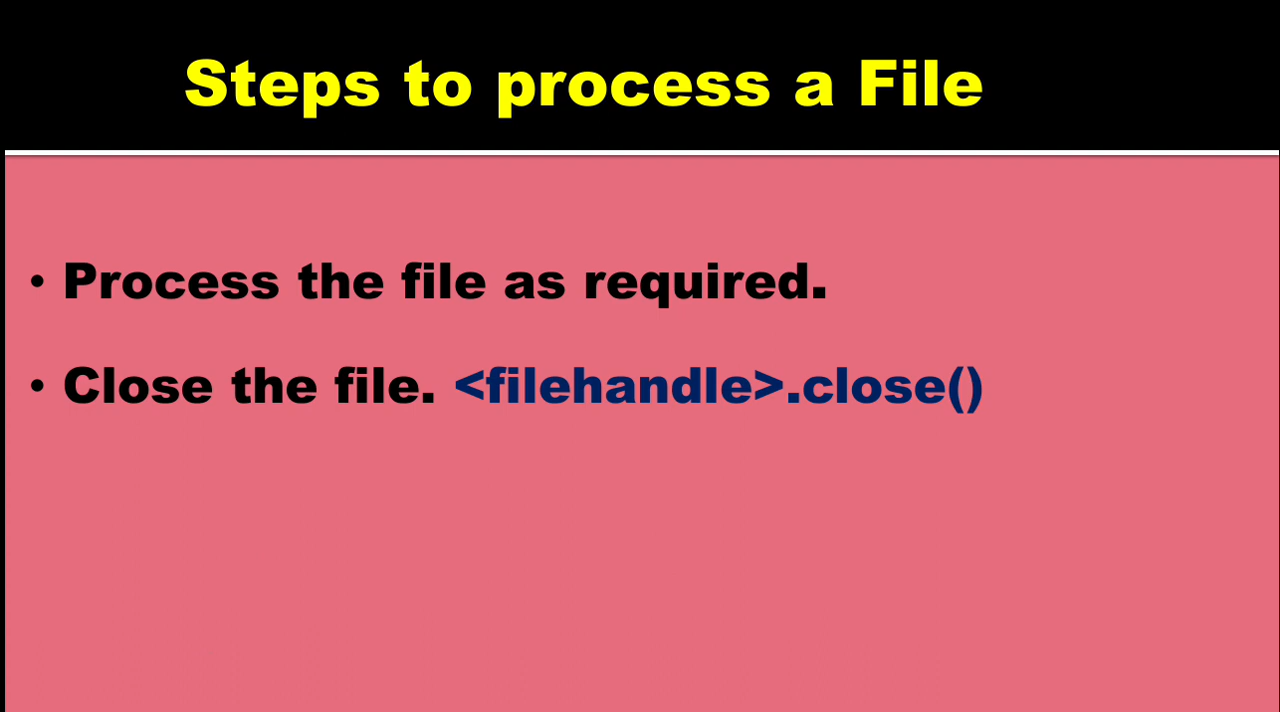 Steps to process a File
• Process the file as required.
• Close the file. <filehandle>.close()